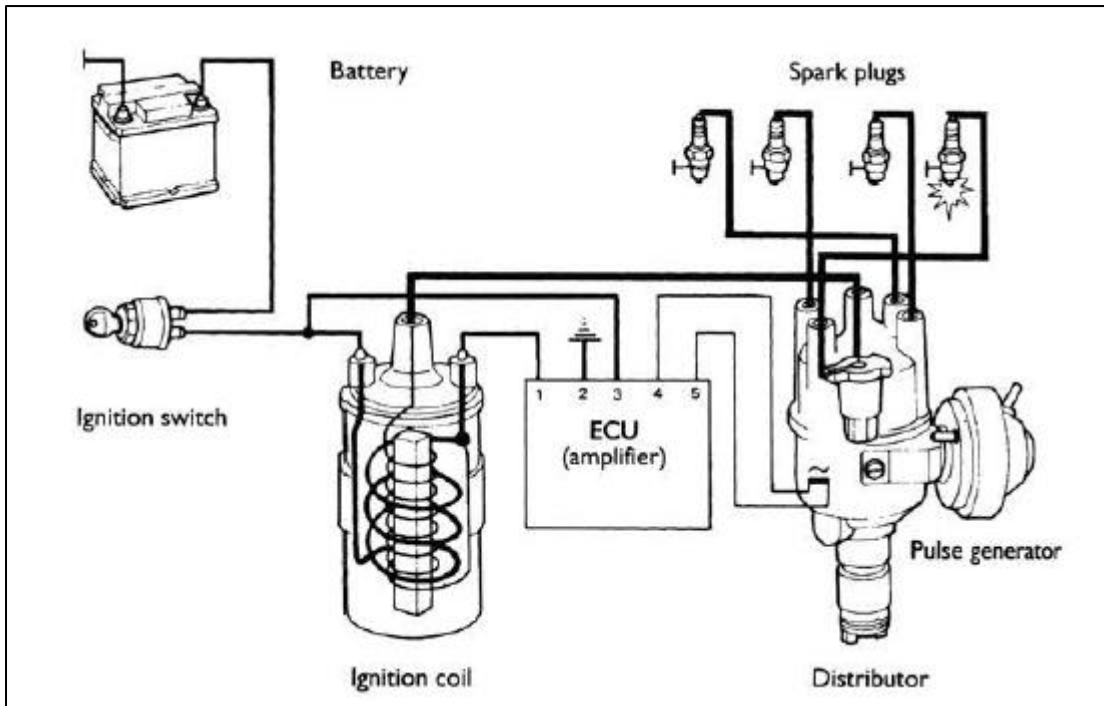 Battery
Spark plugs
Ignition switch
1 2 3 4 5
ECU
(amplifier)
~
Pulse generator
Ignition coil
Distributor